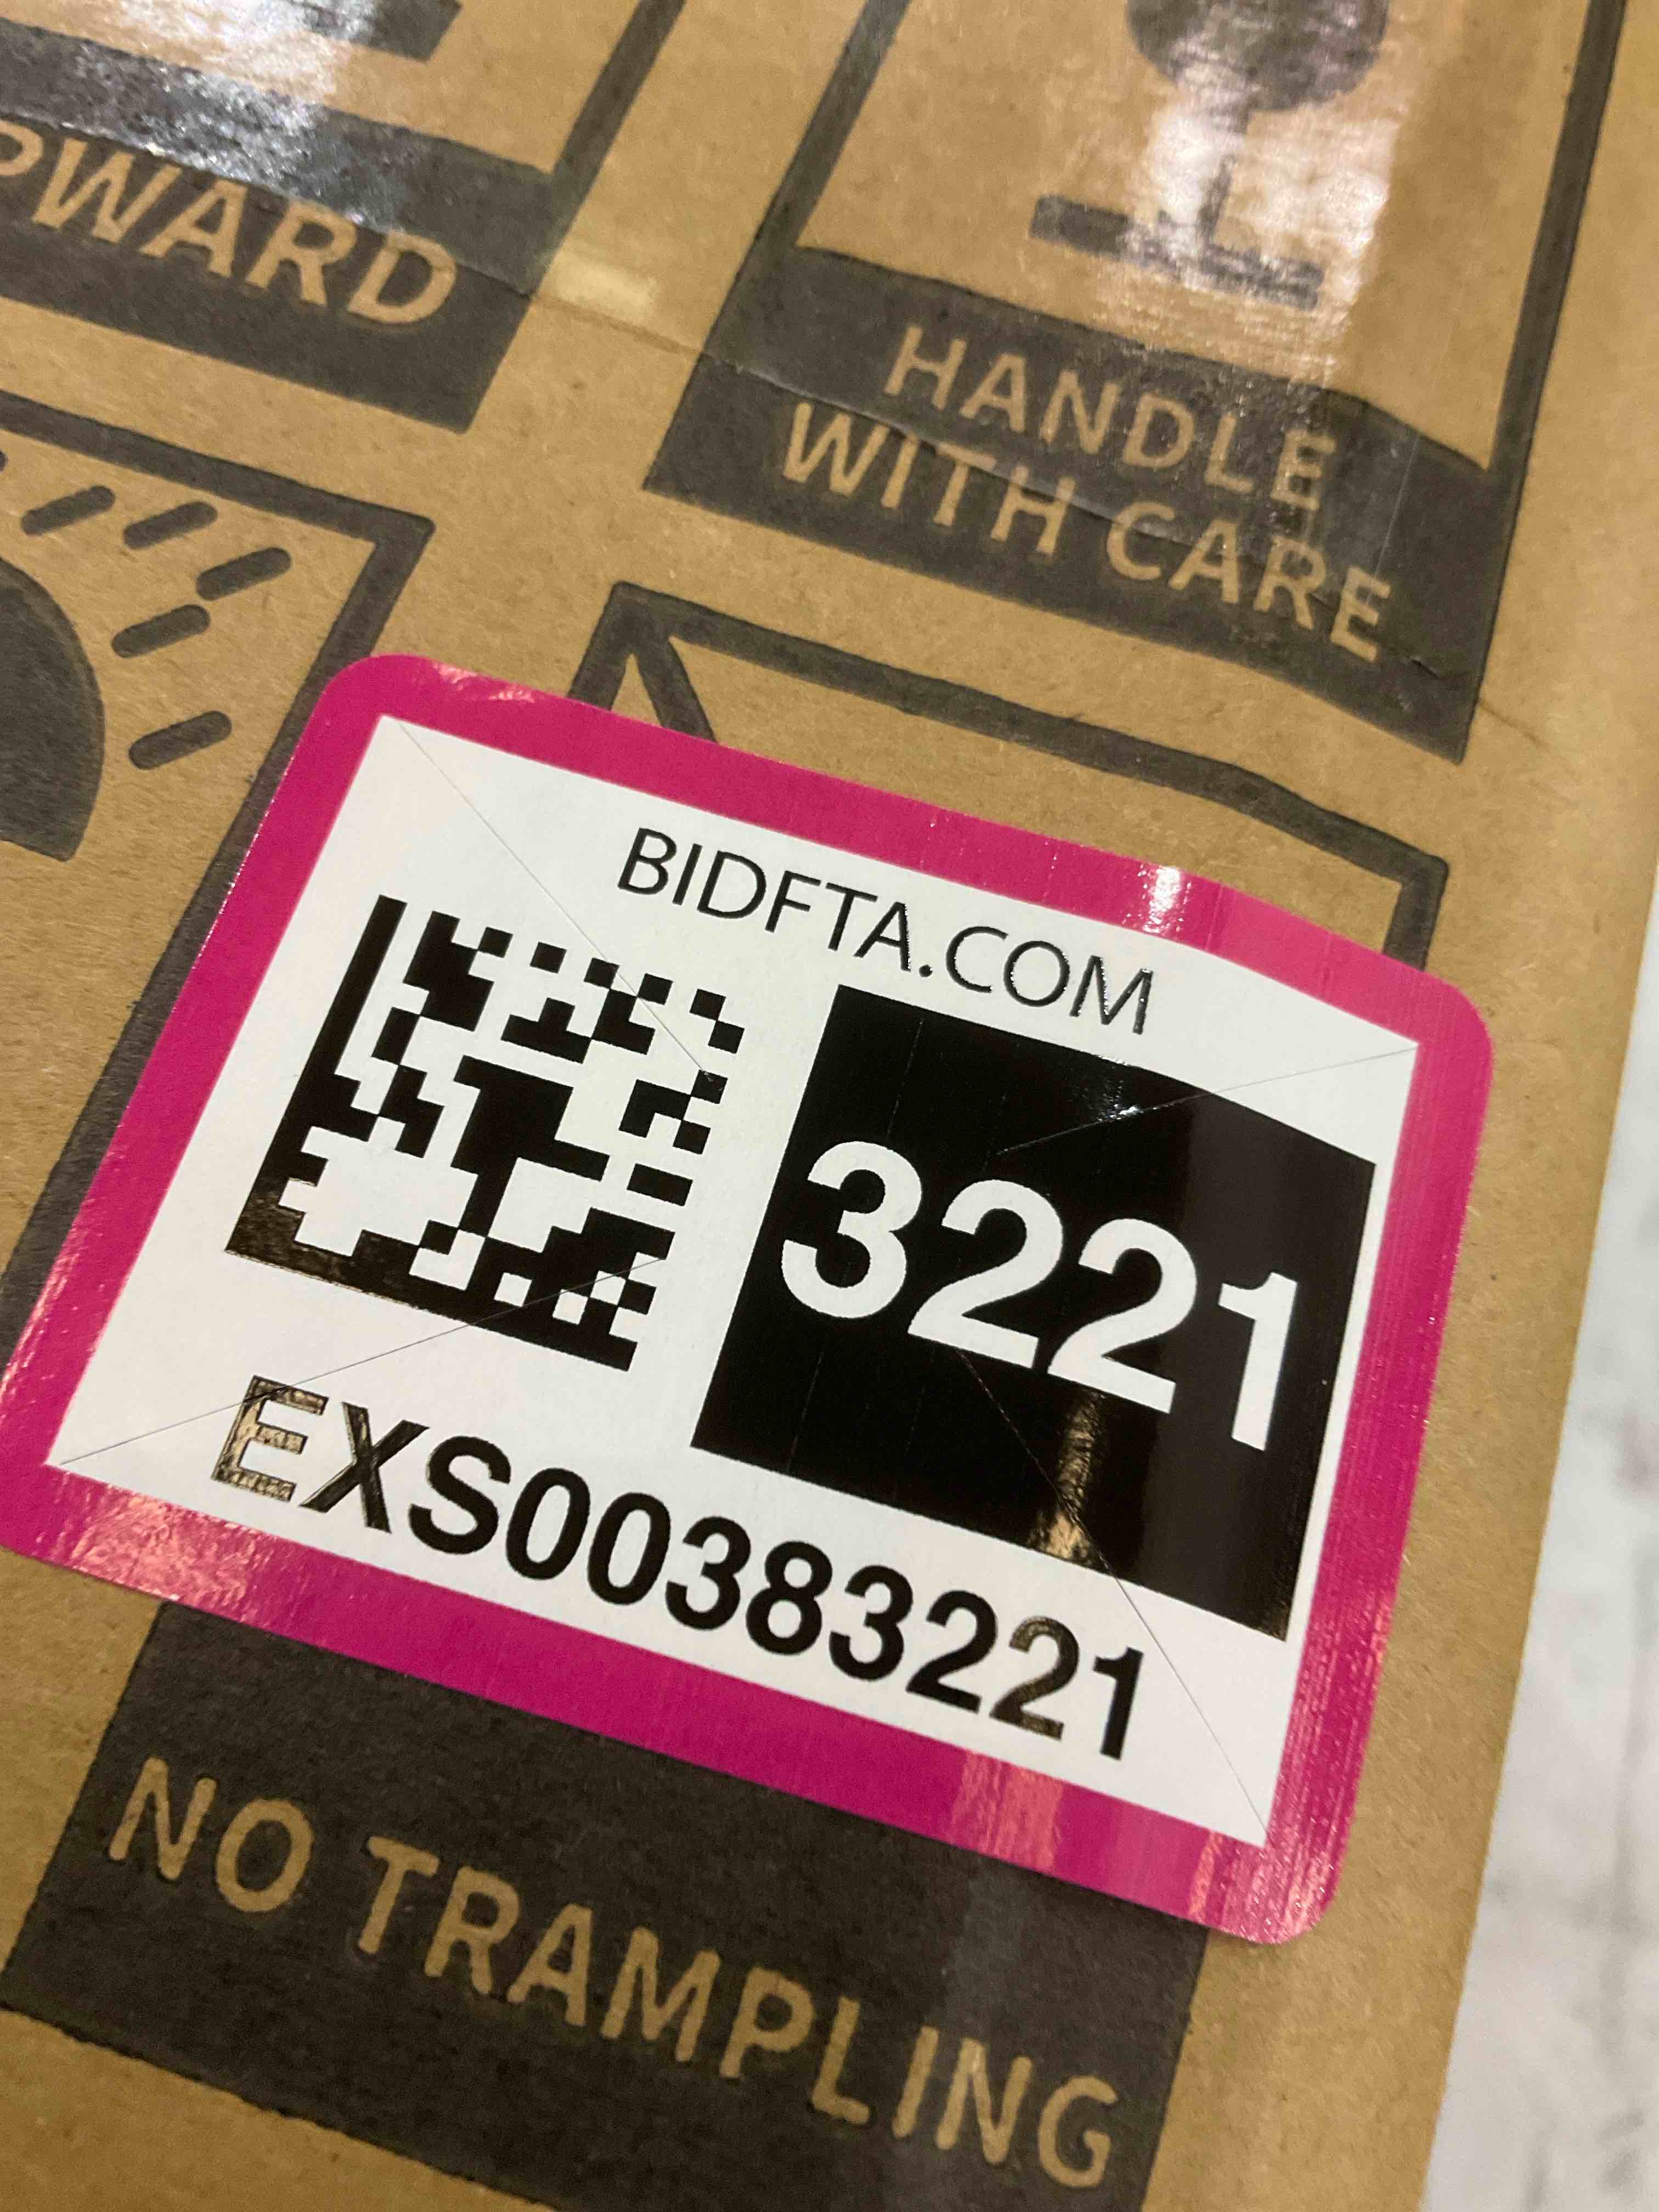 PWARD
HANDLE
WITH CARE
BIDFTA.COM
3221
EXS00383221
NO TRAMPLING